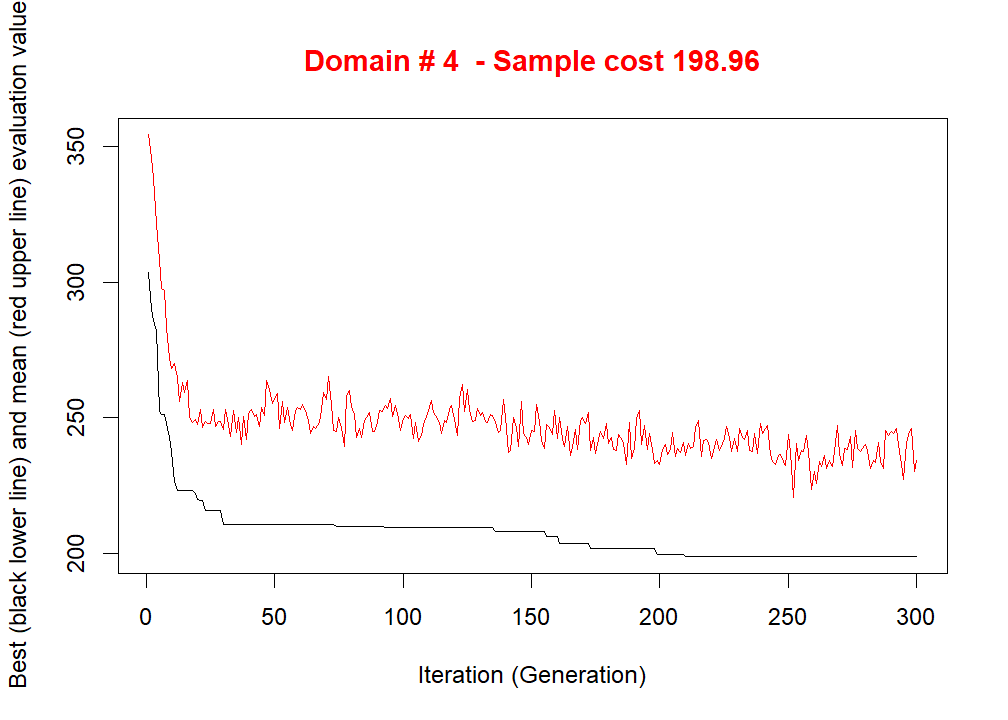 Domain # 4 - Sample cost 198.96
Best (black lower line) and mean (red upper line) evaluation value
350
300
250
200
0 50 100 150 200 250 300
Iteration (Generation)